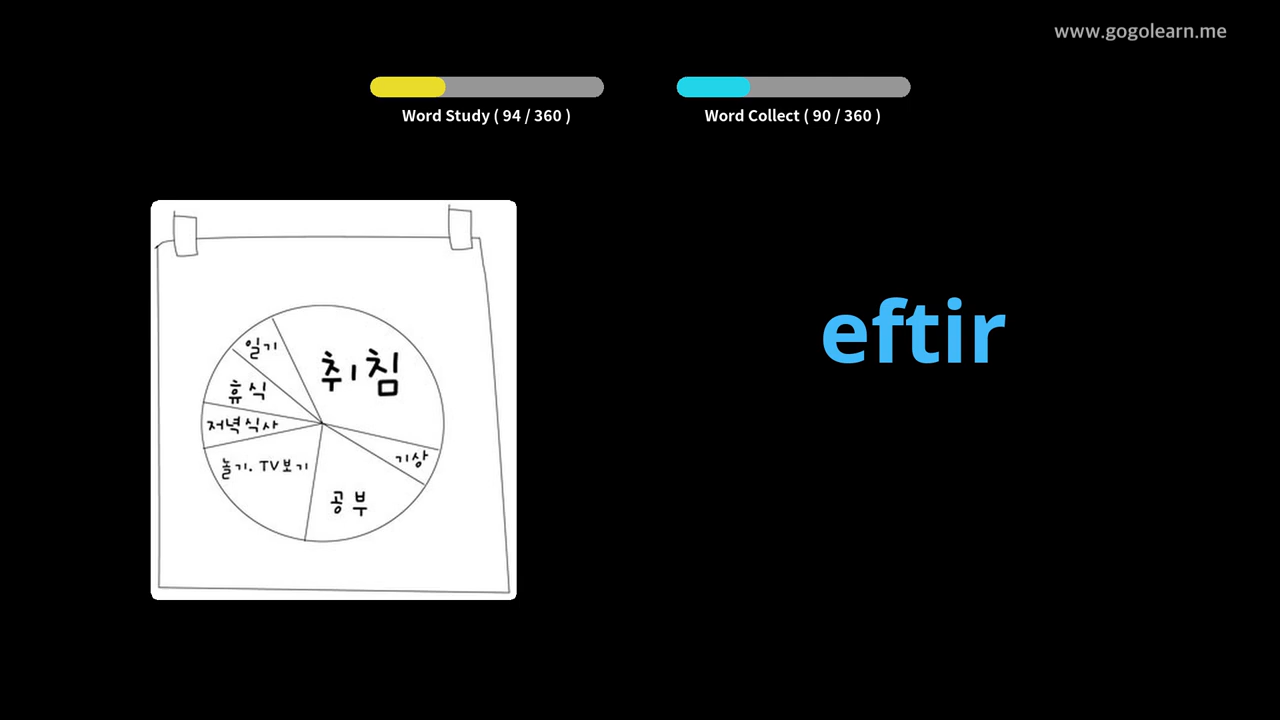 www.gogolearn.me
Word Study ( 94 / 360 )
Word Collect ( 90 / 360 )
일기
취침
휴식
eftir
저녁식사
놀기. TV보기
기상
공부